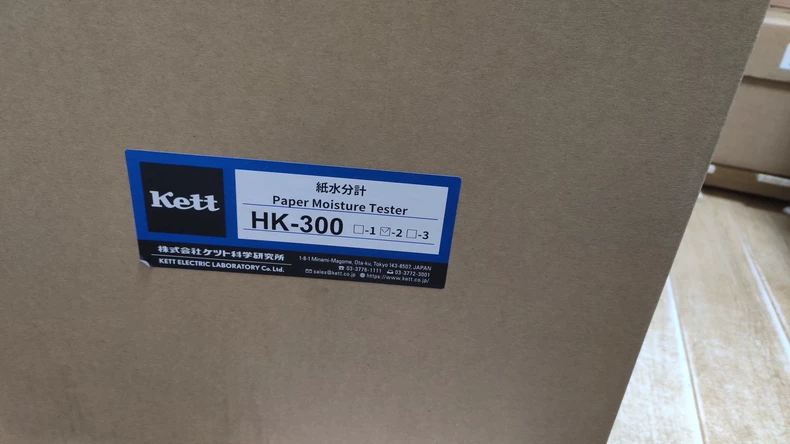 Kett
紙水分計
Paper Moisture Tester
HK-300 □-1 ☑-2 □-3
株式会社ケツト科学研究所
KETT ELECTRIC LABORATORY Co. Ltd.
1-8-1 Minami-Magome, Ota-ku, Tokyo 143-8507, JAPAN
03-3776-1111 03-3772-3001
sales@kett.co.jp https://www.kett.co.jp/